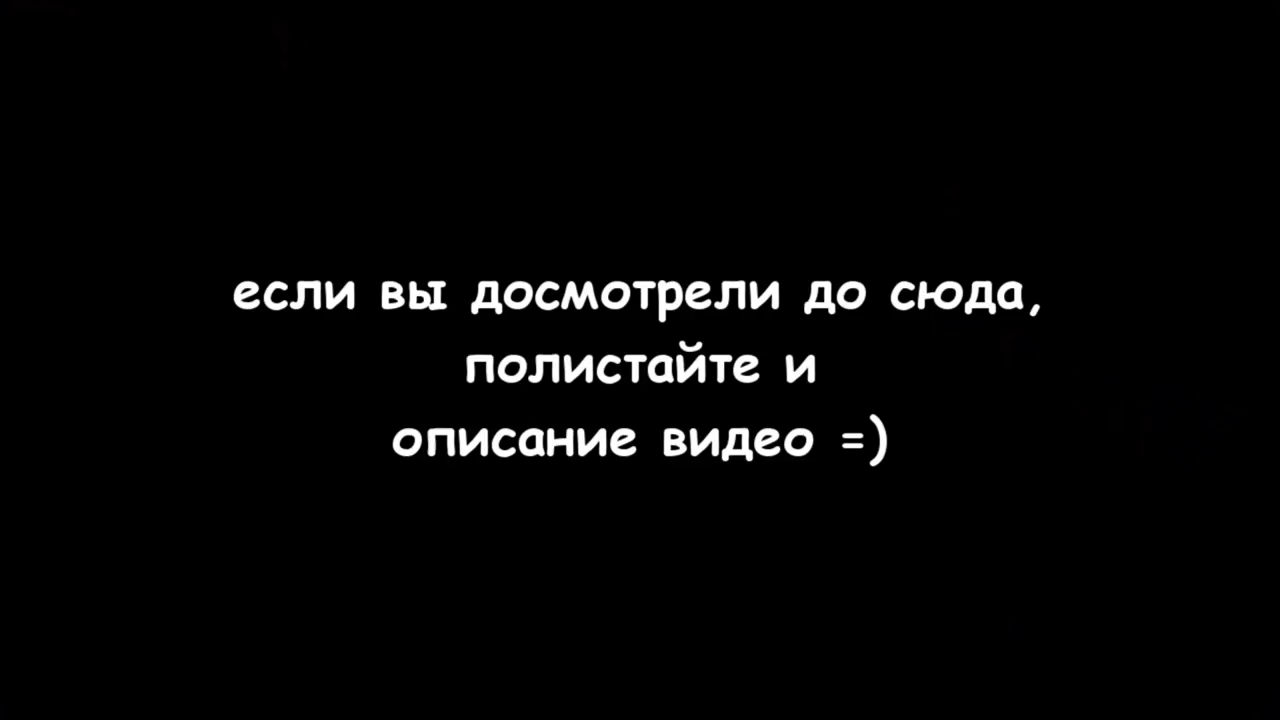 если вы досмотрели до сюда,
полистайте и
описание видео =)